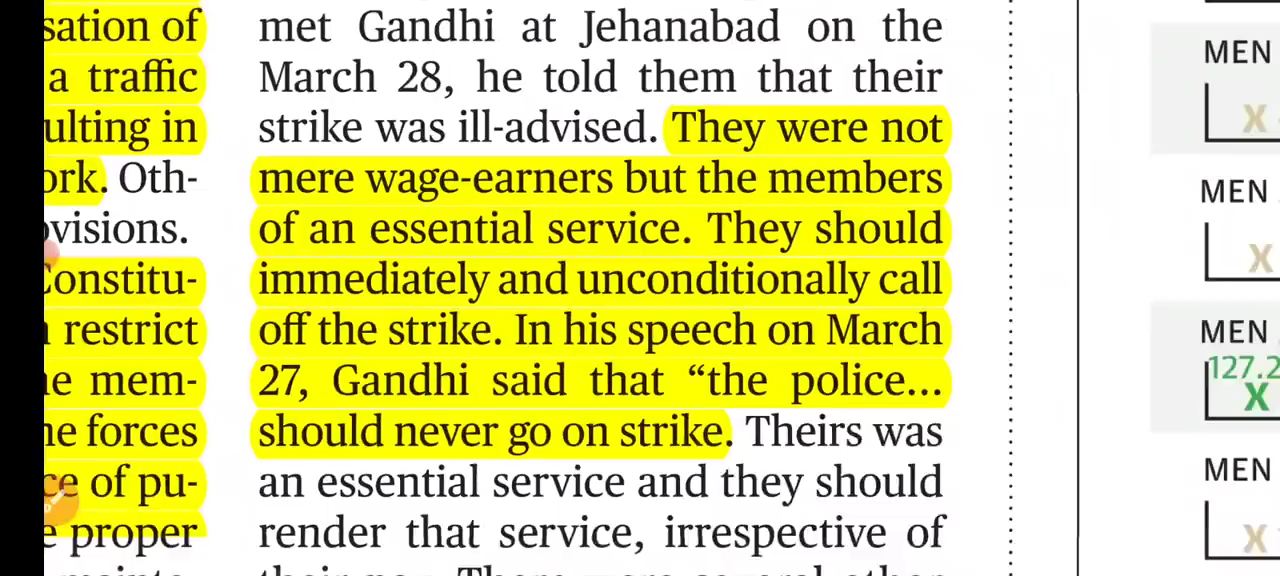 sation of
a traffic
ulting in
ork. Oth-
ovisions.
Constitu-
restrict
mem-
forces
ce of pu-
proper
met Gandhi at Jehanabad on the
March 28, he told them that their
strike was ill-advised. They were not
mere wage-earners but the members
of an essential service. They should
immediately and unconditionally call
off the strike. In his speech on March
27, Gandhi said that “the police...
should never go on strike. Theirs was
an essential service and they should
render that service, irrespective of
MEN
X
MEN
X
MEN
127.2
X
MEN
X